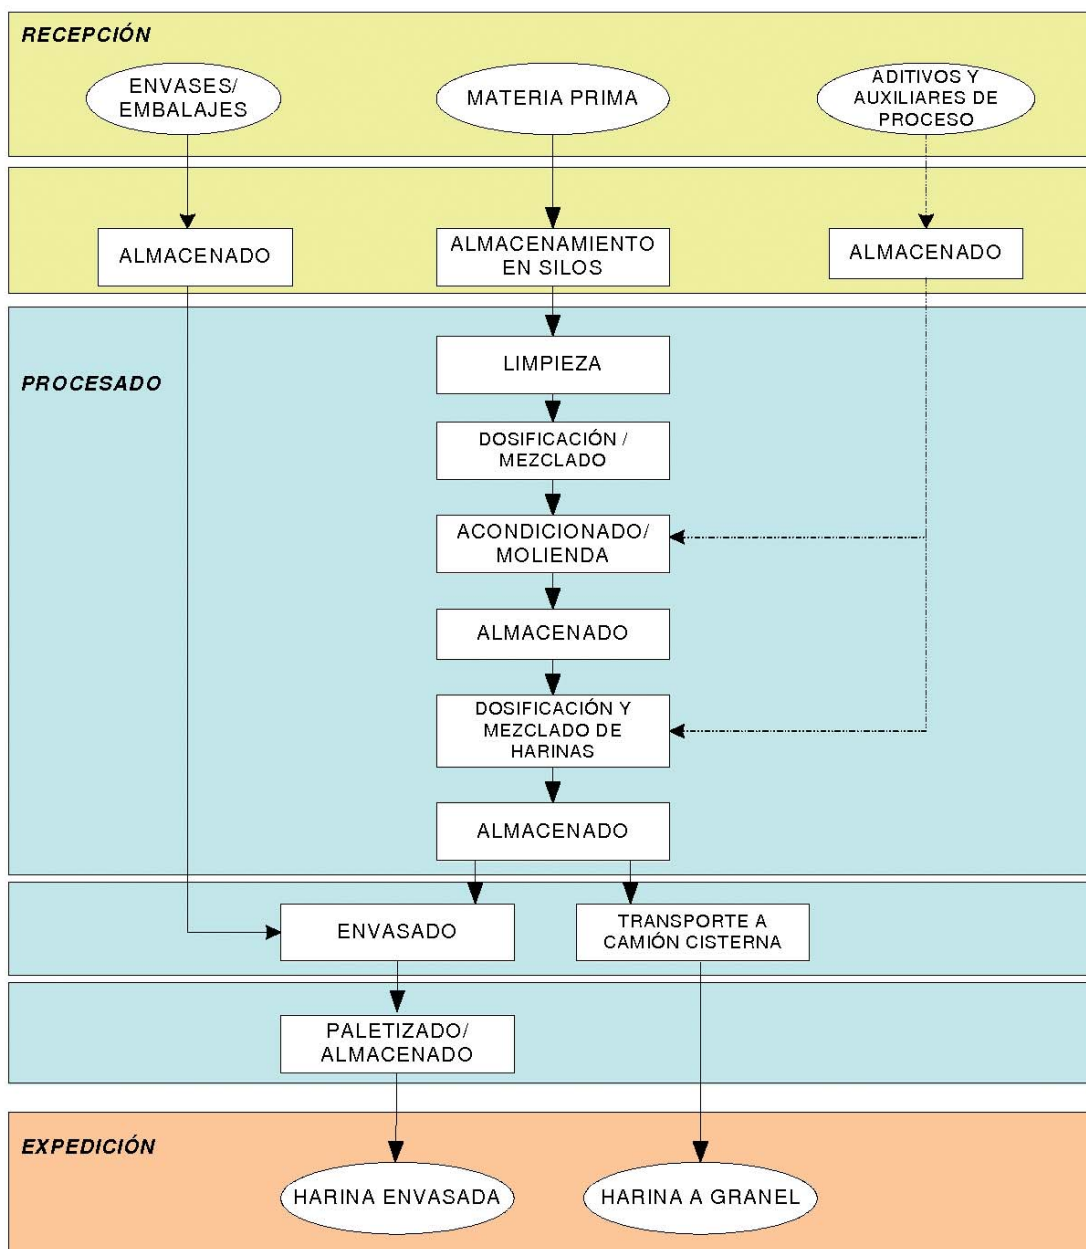 RECEPCIÓN
ENVASES/
EMBALAJES
MATERIA PRIMA
ADITIVOS Y
AUXILIARES DE
PROCESO
ALMACENADO
ALMACENAMIENTO
EN SILOS
ALMACENADO
PROCESADO
LIMPIEZA
DOSIFICACIÓN /
MEZCLADO
ACONDICIONADO/
MOLIENDA
ALMACENADO
DOSIFICACIÓN Y
MEZCLADO DE
HARINAS
ALMACENADO
ENVASADO
TRANSPORTE A
CAMIÓN CISTERNA
PALETIZADO/
ALMACENADO
EXPEDICIÓN
HARINA ENVASADA
HARINA A GRANEL